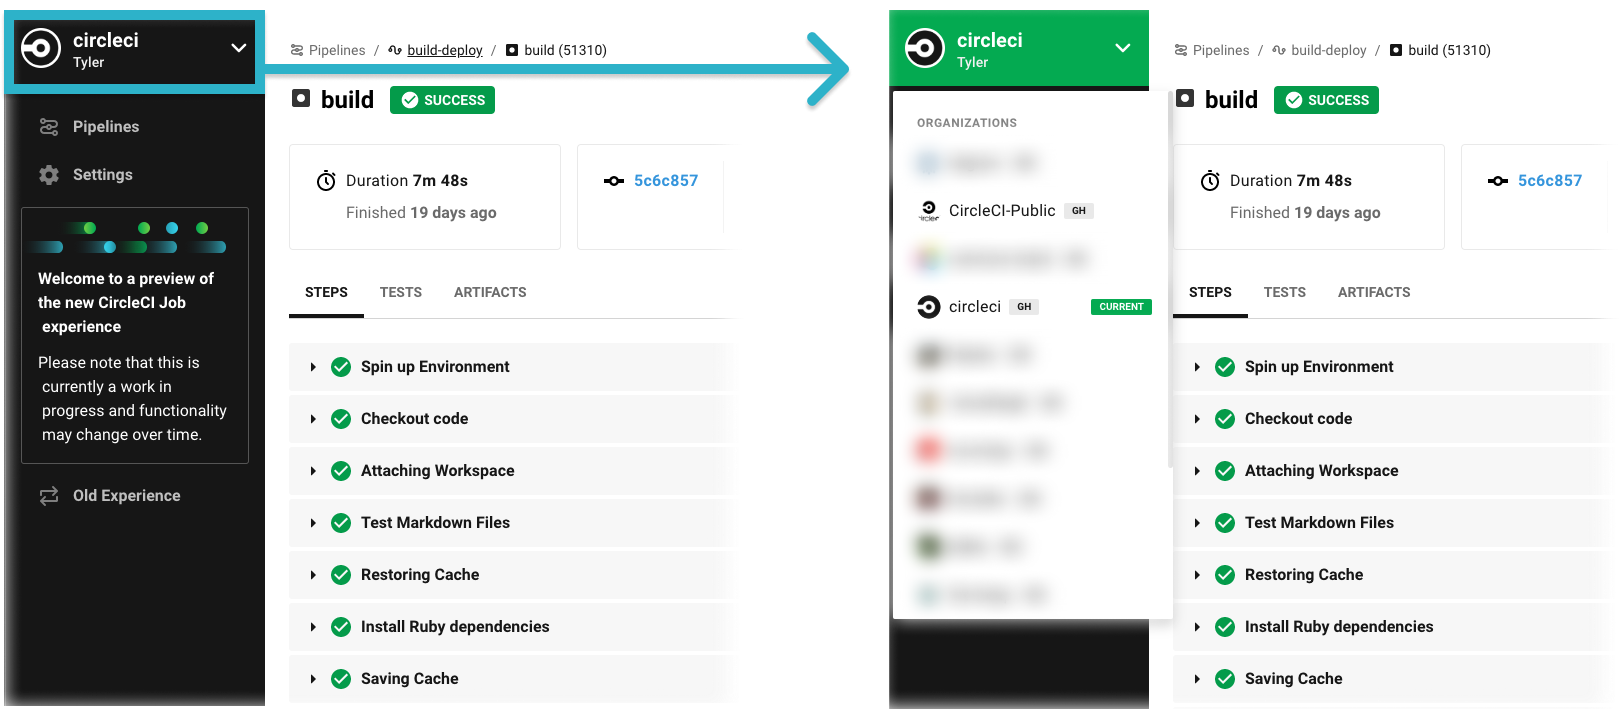 circleci
Tyler
Pipelines
Settings
Welcome to a preview of
the new CircleCI Job
experience
Please note that this is
currently a work in
progress and functionality
may change over time.
Old Experience
Pipelines / build-deploy / build (51310)
build SUCCESS
Duration 7m 48s
Finished 19 days ago
5c6c857
STEPS TESTS ARTIFACTS
Spin up Environment
Checkout code
Attaching Workspace
Test Markdown Files
Restoring Cache
Install Ruby dependencies
Saving Cache
circleci
Tyler
ORGANIZATIONS
CircleCI-Public GH
circleci GH CURRENT
Pipelines / build-deploy / build (51310)
build SUCCESS
Duration 7m 48s
Finished 19 days ago
5c6c857
STEPS TESTS ARTIFACTS
Spin up Environment
Checkout code
Attaching Workspace
Test Markdown Files
Restoring Cache
Install Ruby dependencies
Saving Cache